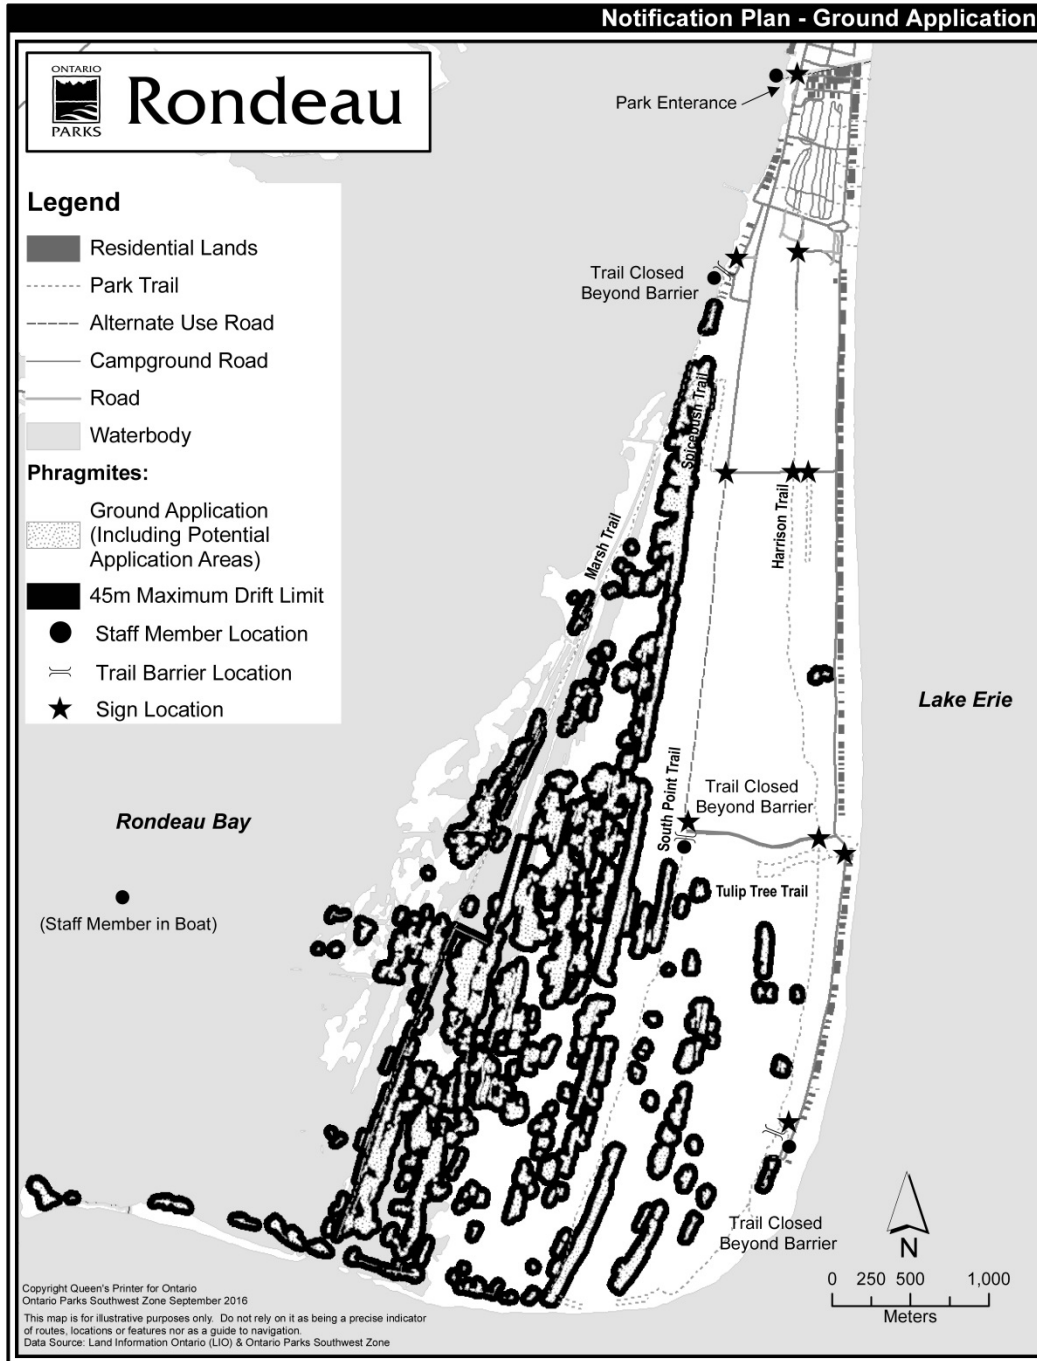 Notification Plan - Ground Application
ONTARIO
PARKS
Rondeau
Park Enterance
Legend
Residential Lands
Park Trail
Alternate Use Road
Campground Road
Road
Waterbody
Phragmites:
Ground Application
(Including Potential
Application Areas)
45m Maximum Drift Limit
Staff Member Location
Trail Barrier Location
Sign Location
Trail Closed
Beyond Barrier
Spicebush Trail
Marsh Trail
Harrison Trail
Lake Erie
South Point Trail
Trail Closed
Beyond Barrier
Rondeau Bay
Tulip Tree Trail
(Staff Member in Boat)
Trail Closed
Beyond Barrier
N
0 250 500 1,000
Meters
Copyright Queen's Printer for Ontario
Ontario Parks Southwest Zone September 2016
This map is for illustrative purposes only. Do not rely on it as being a precise indicator
of routes, locations or features nor as a guide to navigation.
Data Source: Land Information Ontario (LIO) & Ontario Parks Southwest Zone